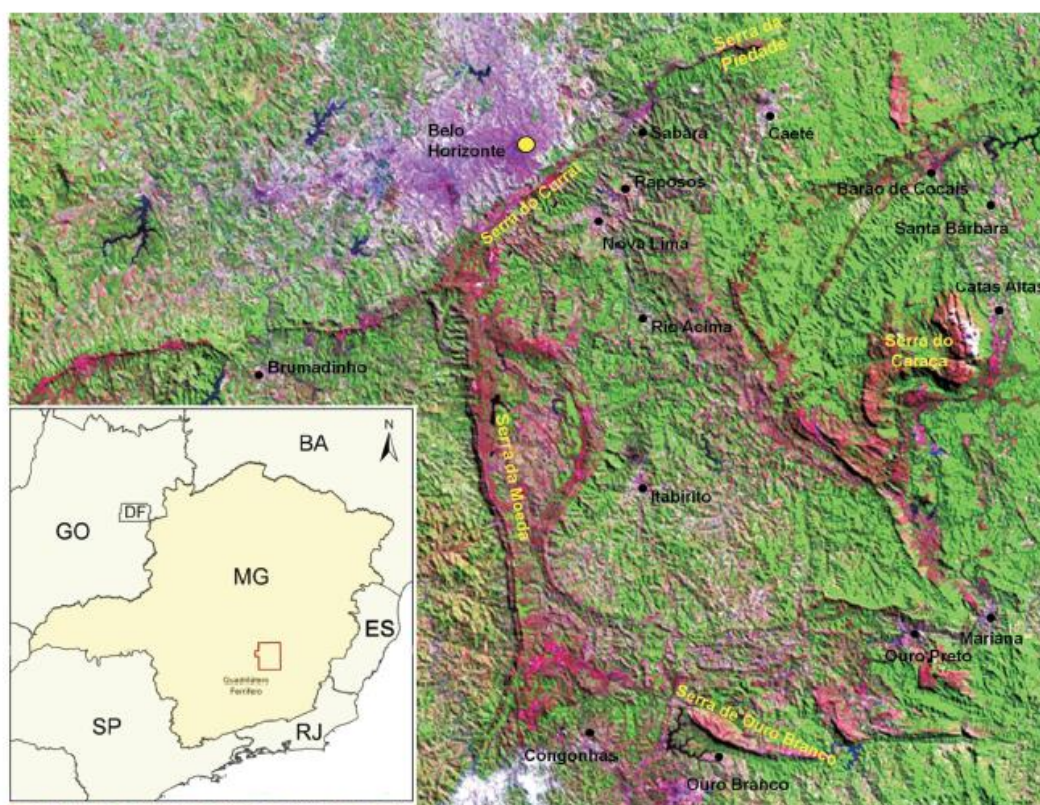 Serra da
Piedade
Belo
Horizonte
Sabará
Caeté
Serra do Curral
Raposos
Barão de Cocais
Nova Lima
Santa Bárbara
Catas Altas
Rio Acima
Serra do
Caraça
Brumadinho
Serra da Moeda
Itabirito
Mariana
Ouro Preto
Serra de Ouro Branco
Congonhas
Ouro Branco
N
BA
DF
GO
MG
ES
Quadrilátero
Ferrífero
SP
RJ